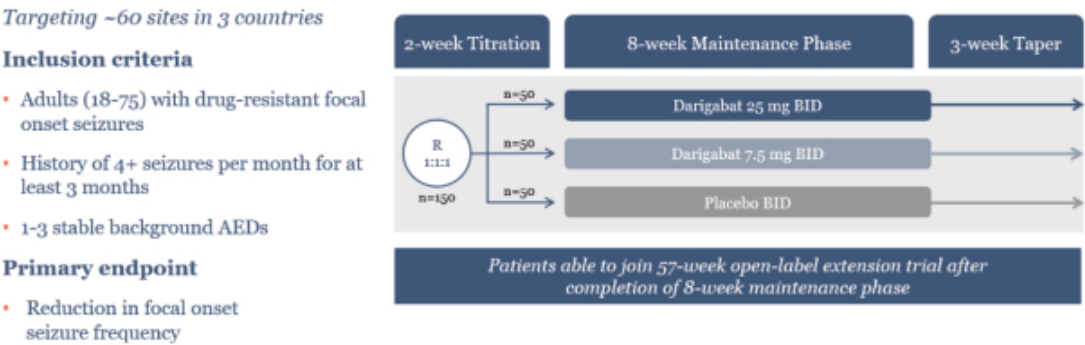 Targeting ~60 sites in 3 countries
Inclusion criteria
• Adults (18-75) with drug-resistant focal
onset seizures
• History of 4+ seizures per month for at
least 3 months
• 1-3 stable background AEDs
Primary endpoint
• Reduction in focal onset
seizure frequency
2-week Titration
8-week Maintenance Phase
3-week Taper
R
1:1:1
n=150
n=50
Darigabat 25 mg BID
n=50
Darigabat 7.5 mg BID
n=50
Placebo BID
Patients able to join 57-week open-label extension trial after
completion of 8-week maintenance phase